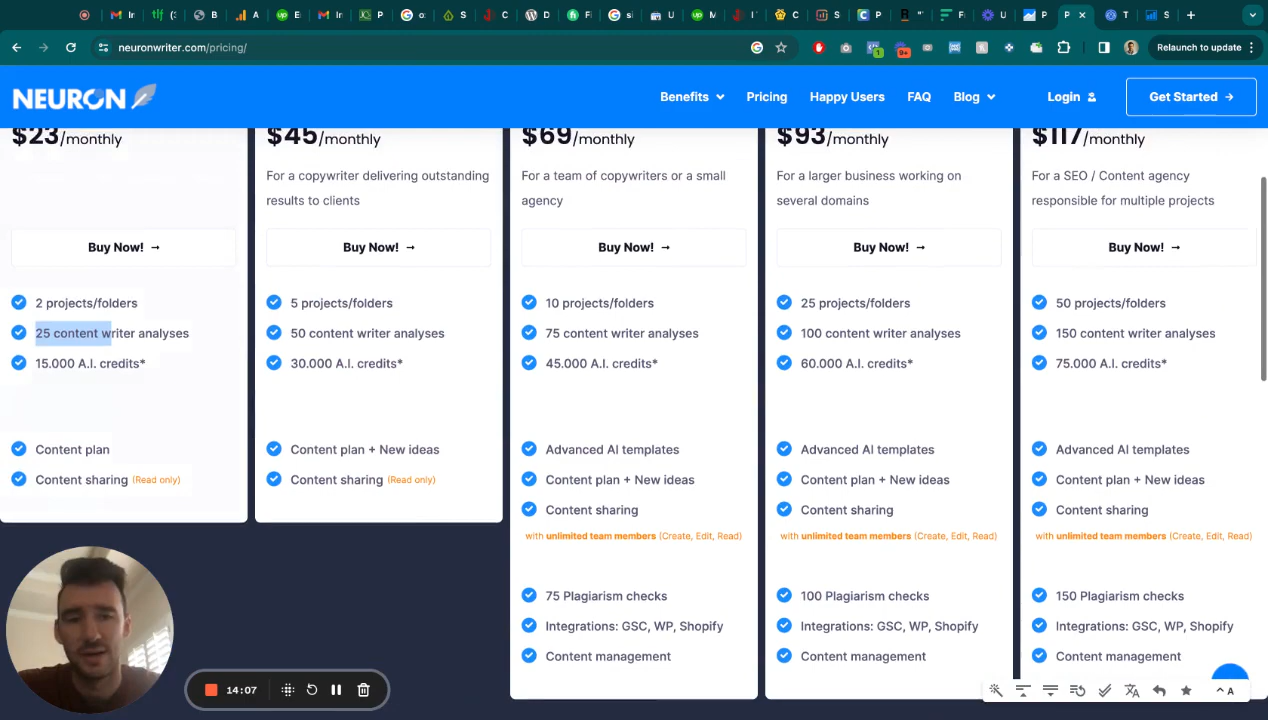 neuronwriter.com/pricing/
Relaunch to update
NEURON
Benefits
Pricing
Happy Users
FAQ
Blog
Login
Get Started →
$23/monthly
Buy Now! →
2 projects/folders
25 content writer analyses
15.000 A.I. credits*
Content plan
Content sharing (Read only)
$45/monthly
For a copywriter delivering outstanding
results to clients
Buy Now! →
5 projects/folders
50 content writer analyses
30.000 A.I. credits*
Content plan + New ideas
Content sharing (Read only)
$69/monthly
For a team of copywriters or a small
agency
Buy Now! →
10 projects/folders
75 content writer analyses
45.000 A.I. credits*
Advanced AI templates
Content plan + New ideas
Content sharing
with unlimited team members (Create, Edit, Read)
75 Plagiarism checks
Integrations: GSC, WP, Shopify
Content management
$93/monthly
For a larger business working on
several domains
Buy Now! →
25 projects/folders
100 content writer analyses
60.000 A.I. credits*
Advanced AI templates
Content plan + New ideas
Content sharing
with unlimited team members (Create, Edit, Read)
100 Plagiarism checks
Integrations: GSC, WP, Shopify
Content management
$117/monthly
For a SEO / Content agency
responsible for multiple projects
Buy Now! →
50 projects/folders
150 content writer analyses
75.000 A.I. credits*
Advanced AI templates
Content plan + New ideas
Content sharing
with unlimited team members (Create, Edit, Read)
150 Plagiarism checks
Integrations: GSC, WP, Shopify
Content management
14:07